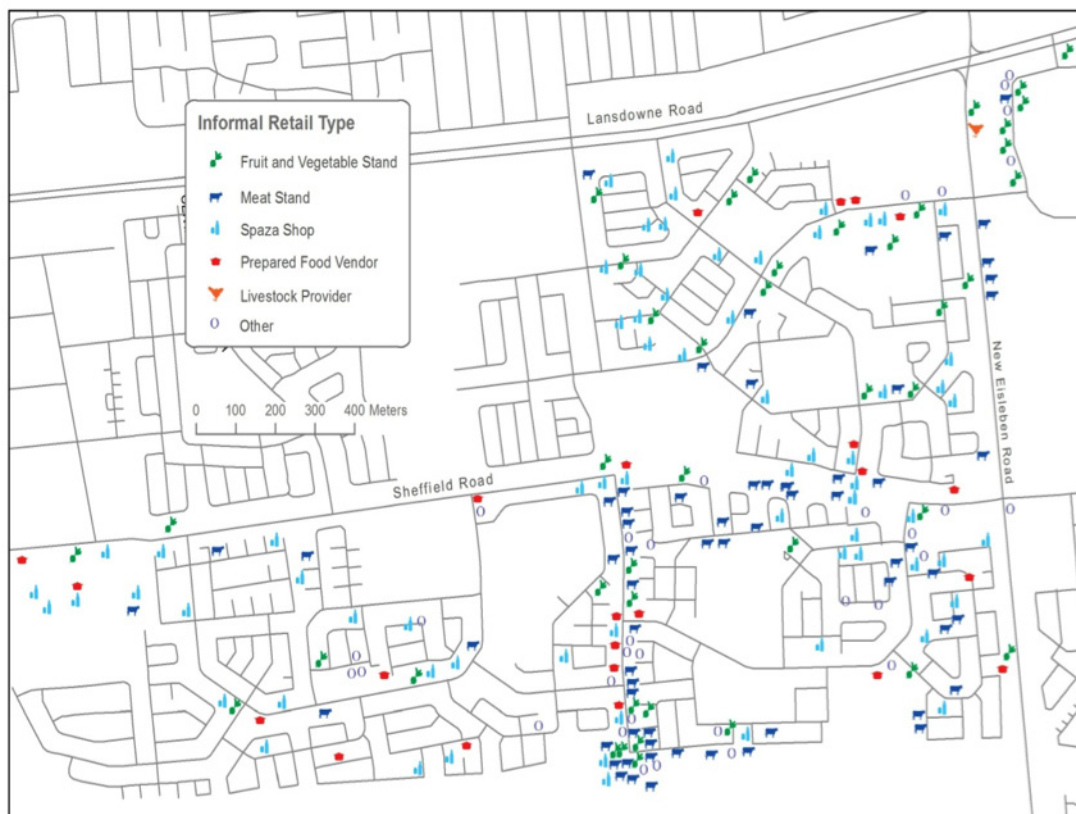 Lansdowne Road
Informal Retail Type
Fruit and Vegetable Stand
Meat Stand
Spaza Shop
Prepared Food Vendor
Livestock Provider
Other
0 100 200 300 400 Meters
New Eisleben Road
Sheffield Road